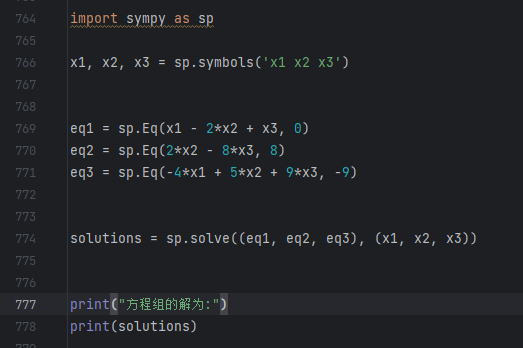 764 import sympy as sp
765
766 x1, x2, x3 = sp.symbols('x1 x2 x3')
767
768
769 eq1 = sp.Eq(x1 - 2*x2 + x3, 0)
770 eq2 = sp.Eq(2*x2 - 8*x3, 8)
771 eq3 = sp.Eq(-4*x1 + 5*x2 + 9*x3, -9)
772
773
774 solutions = sp.solve((eq1, eq2, eq3), (x1, x2, x3))
775
776
777 print("方程组的解为:")
778 print(solutions)